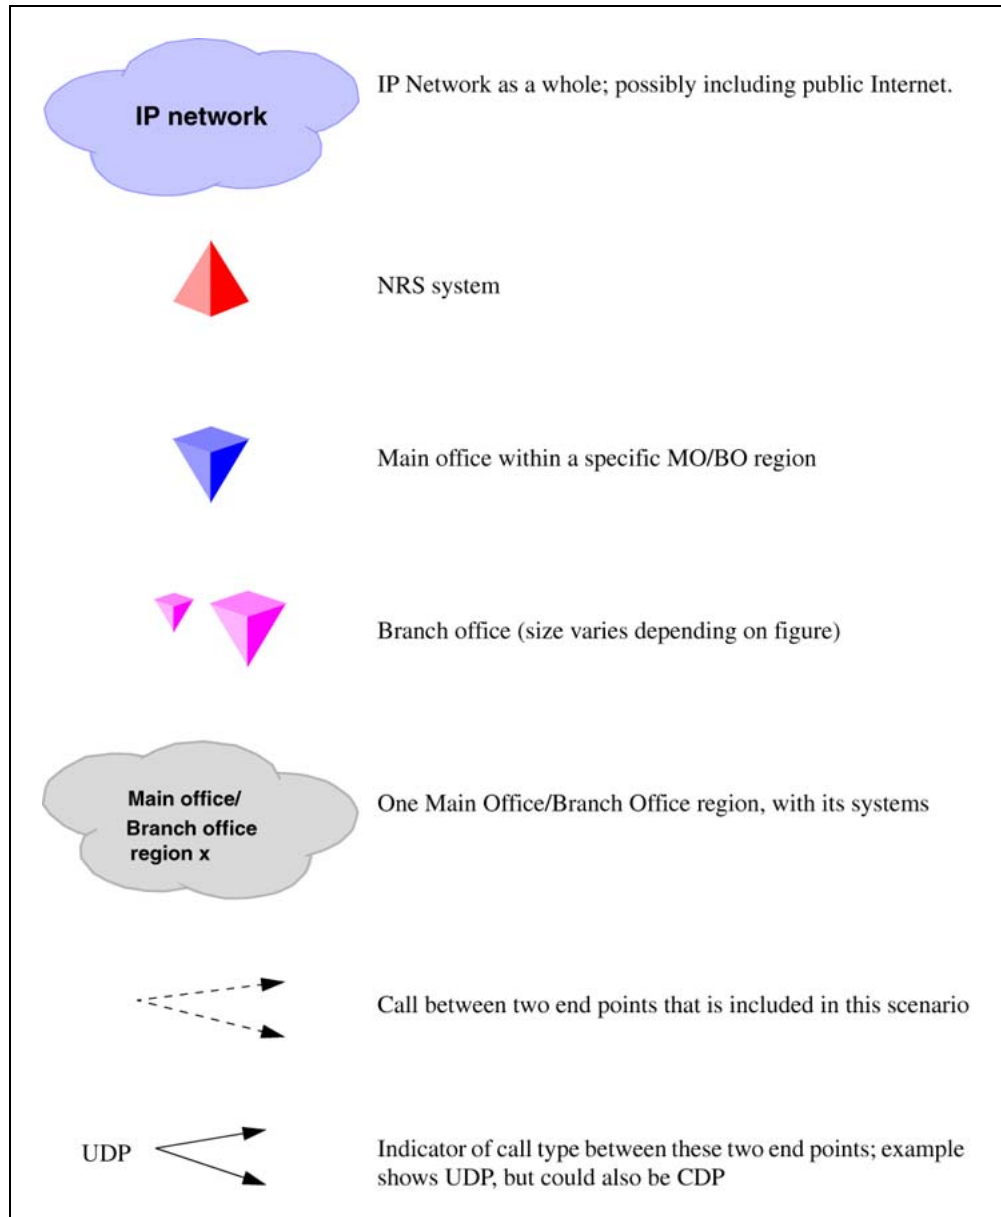 IP network
IP Network as a whole; possibly including public Internet.
NRS system
Main office within a specific MO/BO region
Branch office (size varies depending on figure)
Main office/
Branch office
region x
One Main Office/Branch Office region, with its systems
Call between two end points that is included in this scenario
UDP
Indicator of call type between these two end points; example
shows UDP, but could also be CDP